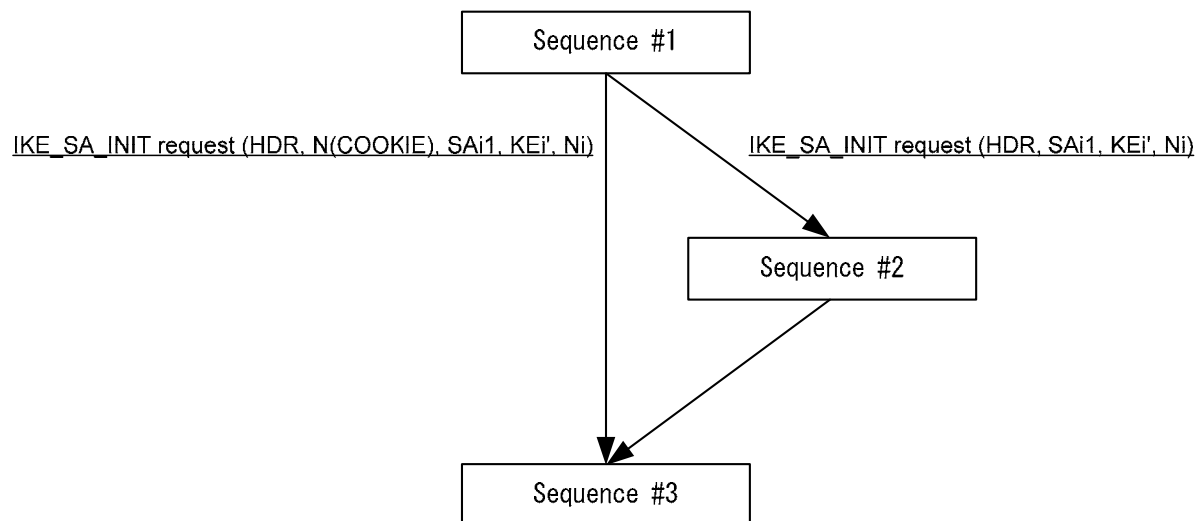 Sequence #1
IKE_SA_INIT request (HDR, N(COOKIE), SAi1, KEi', Ni)
IKE_SA_INIT request (HDR, SAi1, KEi', Ni)
Sequence #2
Sequence #3